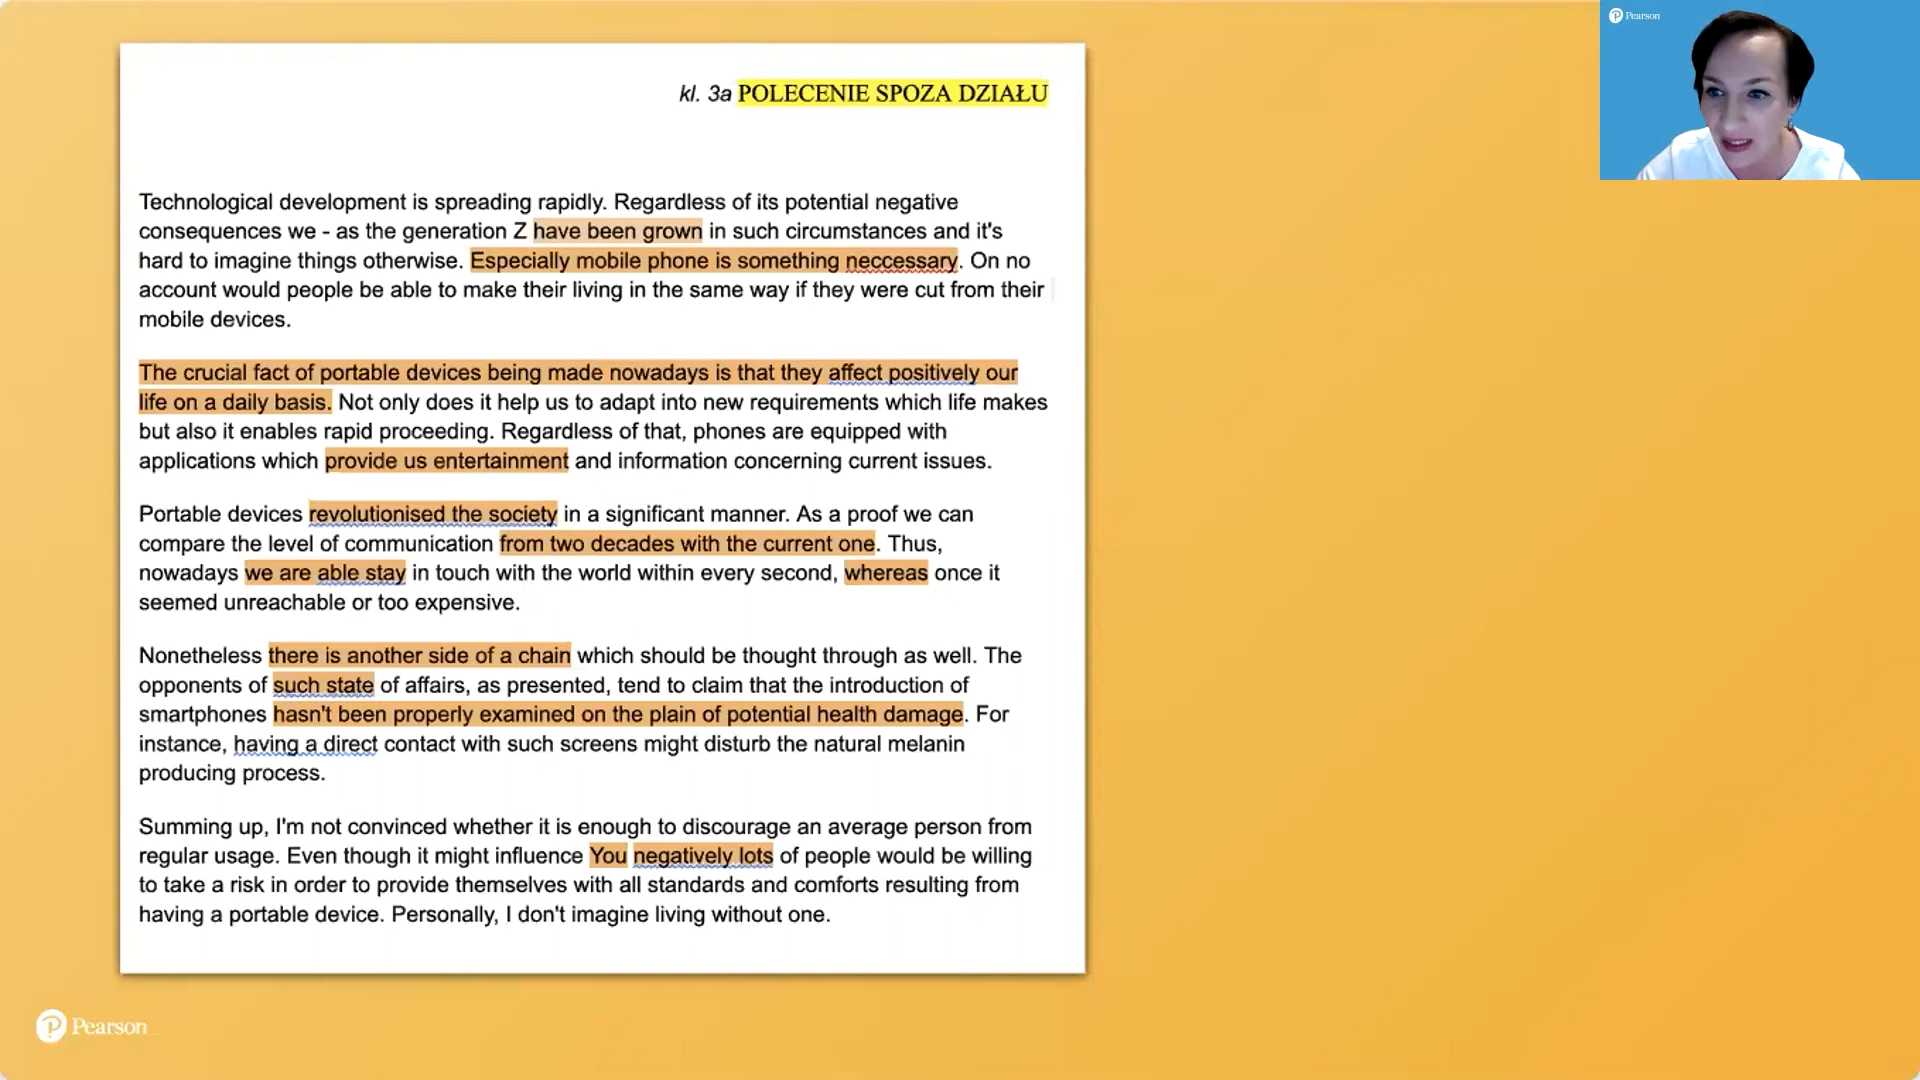 Pearson
kl. 3a POLECENIE SPOZA DZIAŁU
Technological development is spreading rapidly. Regardless of its potential negative
consequences we - as the generation Z have been grown in such circumstances and it's
hard to imagine things otherwise. Especially mobile phone is something neccessary. On no
account would people be able to make their living in the same way if they were cut from their
mobile devices.
The crucial fact of portable devices being made nowadays is that they affect positively our
life on a daily basis. Not only does it help us to adapt into new requirements which life makes
but also it enables rapid proceeding. Regardless of that, phones are equipped with
applications which provide us entertainment and information concerning current issues.
Portable devices revolutionised the society in a significant manner. As a proof we can
compare the level of communication from two decades with the current one. Thus,
nowadays we are able stay in touch with the world within every second, whereas once it
seemed unreachable or too expensive.
Nonetheless there is another side of a chain which should be thought through as well. The
opponents of such state of affairs, as presented, tend to claim that the introduction of
smartphones hasn't been properly examined on the plain of potential health damage. For
instance, having a direct contact with such screens might disturb the natural melanin
producing process.
Summing up, I'm not convinced whether it is enough to discourage an average person from
regular usage. Even though it might influence You negatively lots of people would be willing
to take a risk in order to provide themselves with all standards and comforts resulting from
having a portable device. Personally, I don't imagine living without one.
Pearson